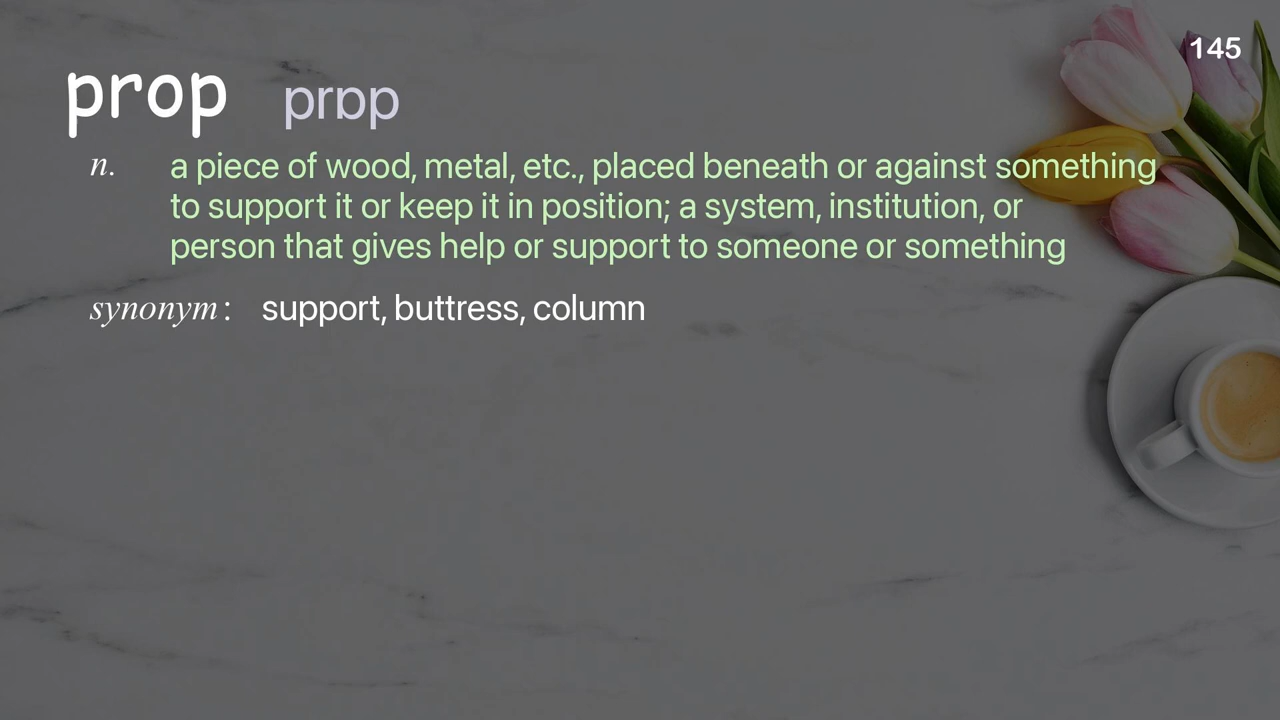 145
prop prɒp
n. a piece of wood, metal, etc., placed beneath or against something
to support it or keep it in position; a system, institution, or
person that gives help or support to someone or something
synonym: support, buttress, column